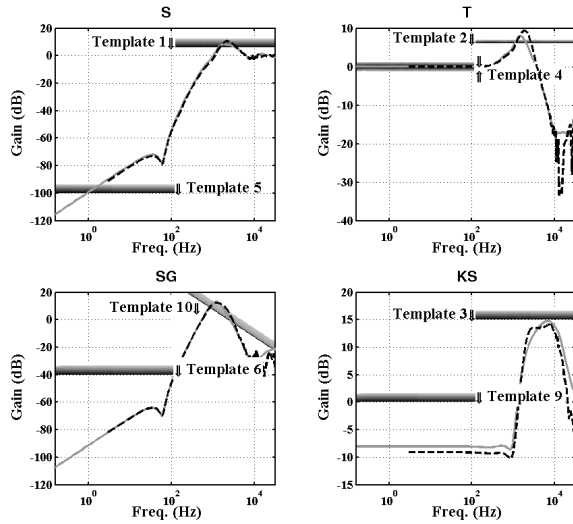 S
Gain (dB)
20
0
-20
-40
-60
-80
-100
-120
Template 1
Template 5
10^0
10^2
10^4
Freq. (Hz)
T
Gain (dB)
10
0
-10
-20
-30
-40
Template 2
Template 4
10^0
10^2
10^4
Freq. (Hz)
SG
Gain (dB)
20
0
-20
-40
-60
-80
-100
-120
Template 10
Template 6
10^0
10^2
10^4
Freq. (Hz)
KS
Gain (dB)
20
15
10
5
0
-5
-10
-15
Template 3
Template 9
10^0
10^2
10^4
Freq. (Hz)